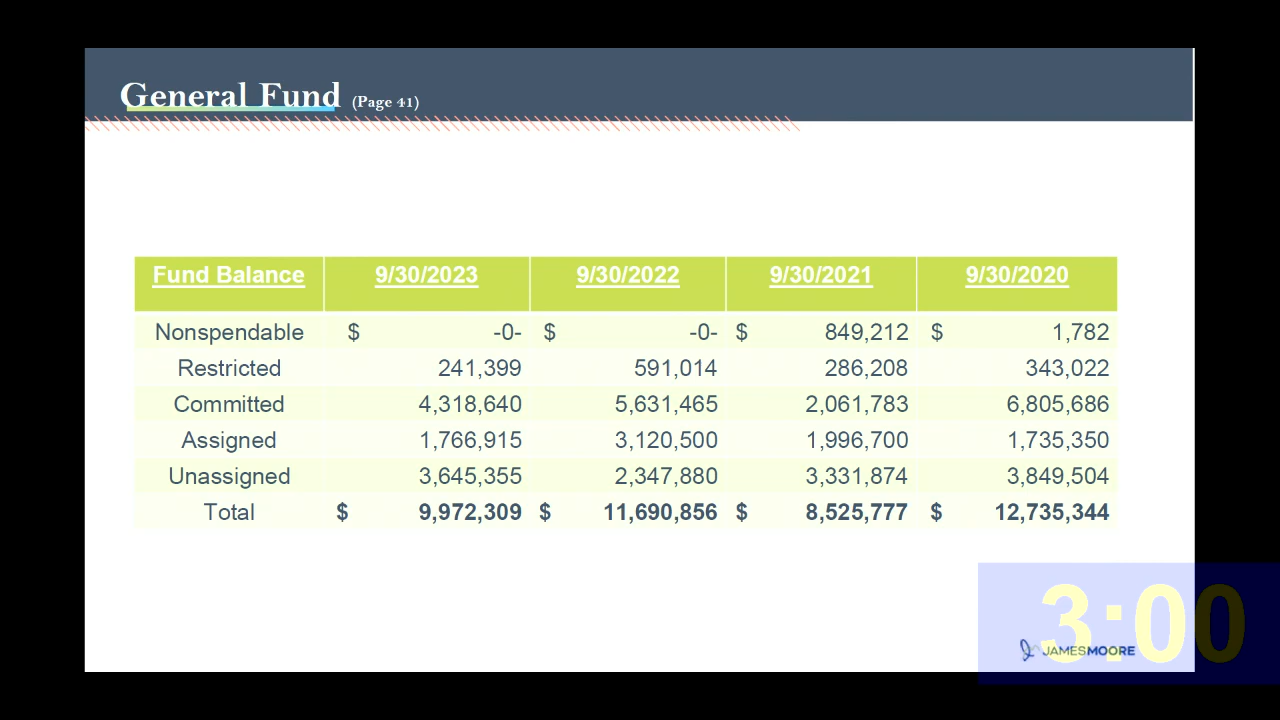 General Fund (Page 41)
Fund Balance 9/30/2023 9/30/2022 9/30/2021 9/30/2020
Nonspendable $ -0- $ -0- $ 849,212 $ 1,782
Restricted 241,399 591,014 286,208 343,022
Committed 4,318,640 5,631,465 2,061,783 6,805,686
Assigned 1,766,915 3,120,500 1,996,700 1,735,350
Unassigned 3,645,355 2,347,880 3,331,874 3,849,504
Total $ 9,972,309 $ 11,690,856 $ 8,525,777 $ 12,735,344
3:00
JAMESMOORE